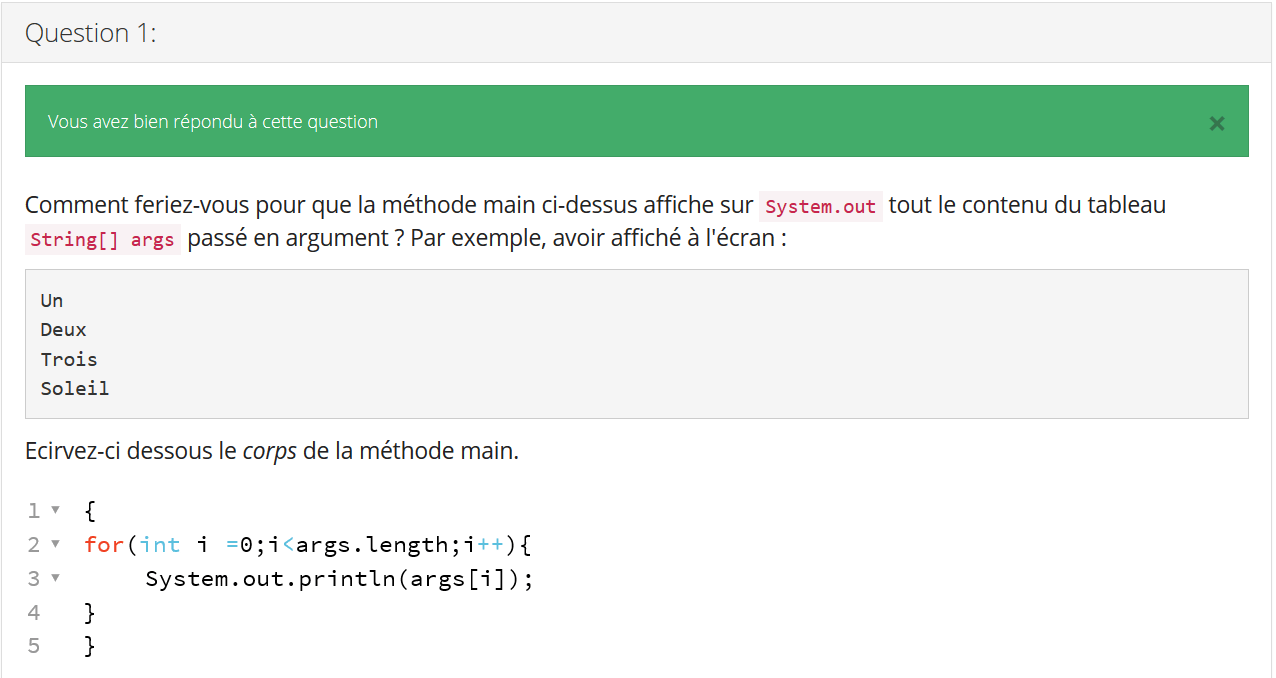 Question 1:
Vous avez bien répondu à cette question
×
Comment feriez-vous pour que la méthode main ci-dessus affiche sur System.out tout le contenu du tableau
String[] args passé en argument ? Par exemple, avoir affiché à l'écran :
Un
Deux
Trois
Soleil
Ecirvez-ci dessous le corps de la méthode main.
1 {
2 for(int i =0;i<args.length;i++){
3 System.out.println(args[i]);
4 }
5 }